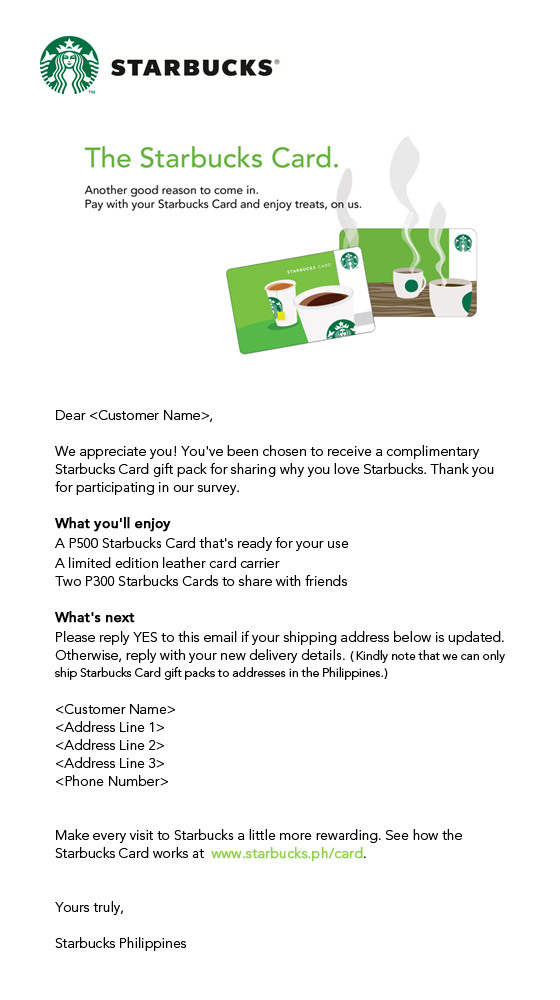 STARBUCKS®
TM
The Starbucks Card.
Another good reason to come in.
Pay with your Starbucks Card and enjoy treats, on us.
STARBUCKS CARD
Dear <Customer Name>,
We appreciate you! You've been chosen to receive a complimentary
Starbucks Card gift pack for sharing why you love Starbucks. Thank you
for participating in our survey.
What you'll enjoy
A P500 Starbucks Card that's ready for your use
A limited edition leather card carrier
Two P300 Starbucks Cards to share with friends
What's next
Please reply YES to this email if your shipping address below is updated.
Otherwise, reply with your new delivery details. (Kindly note that we can only
ship Starbucks Card gift packs to addresses in the Philippines.)
<Customer Name>
<Address Line 1>
<Address Line 2>
<Address Line 3>
<Phone Number>
Make every visit to Starbucks a little more rewarding. See how the
Starbucks Card works at www.starbucks.ph/card.
Yours truly,
Starbucks Philippines